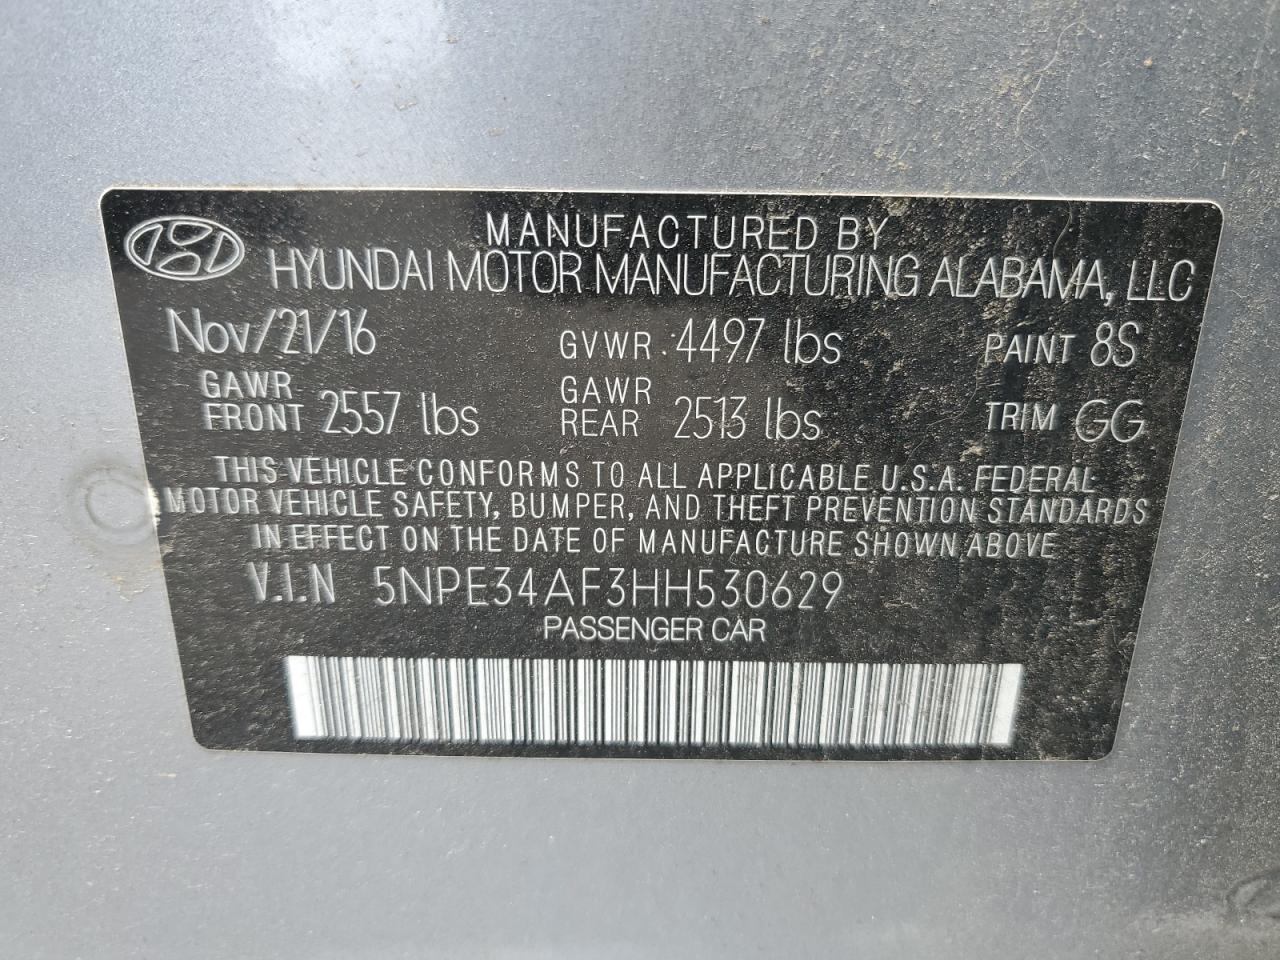 MANUFACTURED BY
HYUNDAI MOTOR MANUFACTURING ALABAMA, LLC
Nov/21/16 GVWR : 4497 lbs PAINT 8S
GAWR FRONT 2557 lbs GAWR REAR 2513 lbs TRIM GG
THIS VEHICLE CONFORMS TO ALL APPLICABLE U.S.A. FEDERAL
MOTOR VEHICLE SAFETY, BUMPER, AND THEFT PREVENTION STANDARDS
IN EFFECT ON THE DATE OF MANUFACTURE SHOWN ABOVE
V.I.N 5NPE34AF3HH530629
PASSENGER CAR